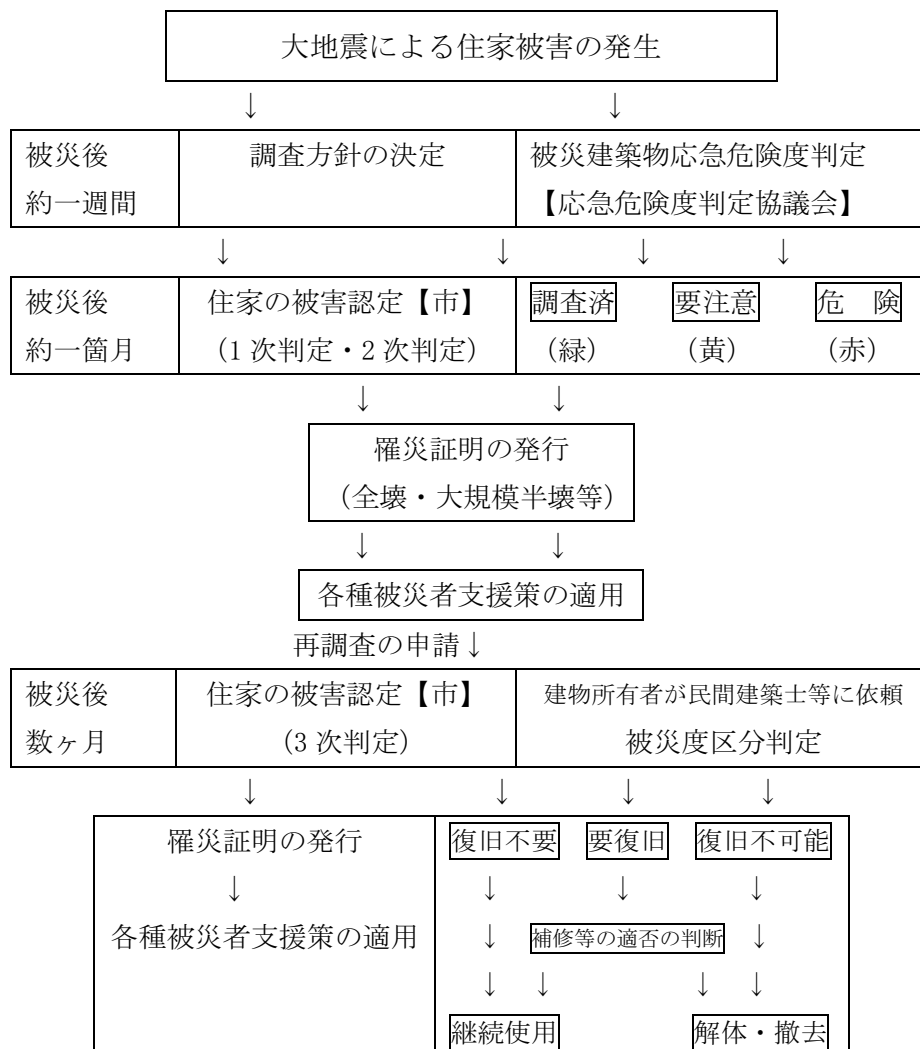 大地震による住家被害の発生
↓ ↓
被災後 調査方針の決定 被災建築物応急危険度判定
約一週間 【応急危険度判定協議会】
↓ ↓ ↓ ↓
被災後 住家の被害認定【市】 調査済 要注意 危 険
約一箇月 (1次判定・2次判定) (緑) (黄) (赤)
↓ ↓
罹災証明の発行
(全壊・大規模半壊等)
↓ ↓
各種被災者支援策の適用
再調査の申請↓
被災後 住家の被害認定【市】 建物所有者が民間建築士等に依頼
数ヶ月 (3次判定) 被災度区分判定
↓ ↓ ↓ ↓
罹災証明の発行 復旧不要 要復旧 復旧不可能
↓ ↓ ↓ ↓
各種被災者支援策の適用 ↓ 補修等の適否の判断 ↓
↓ ↓ ↓ ↓
継続使用 解体・撤去